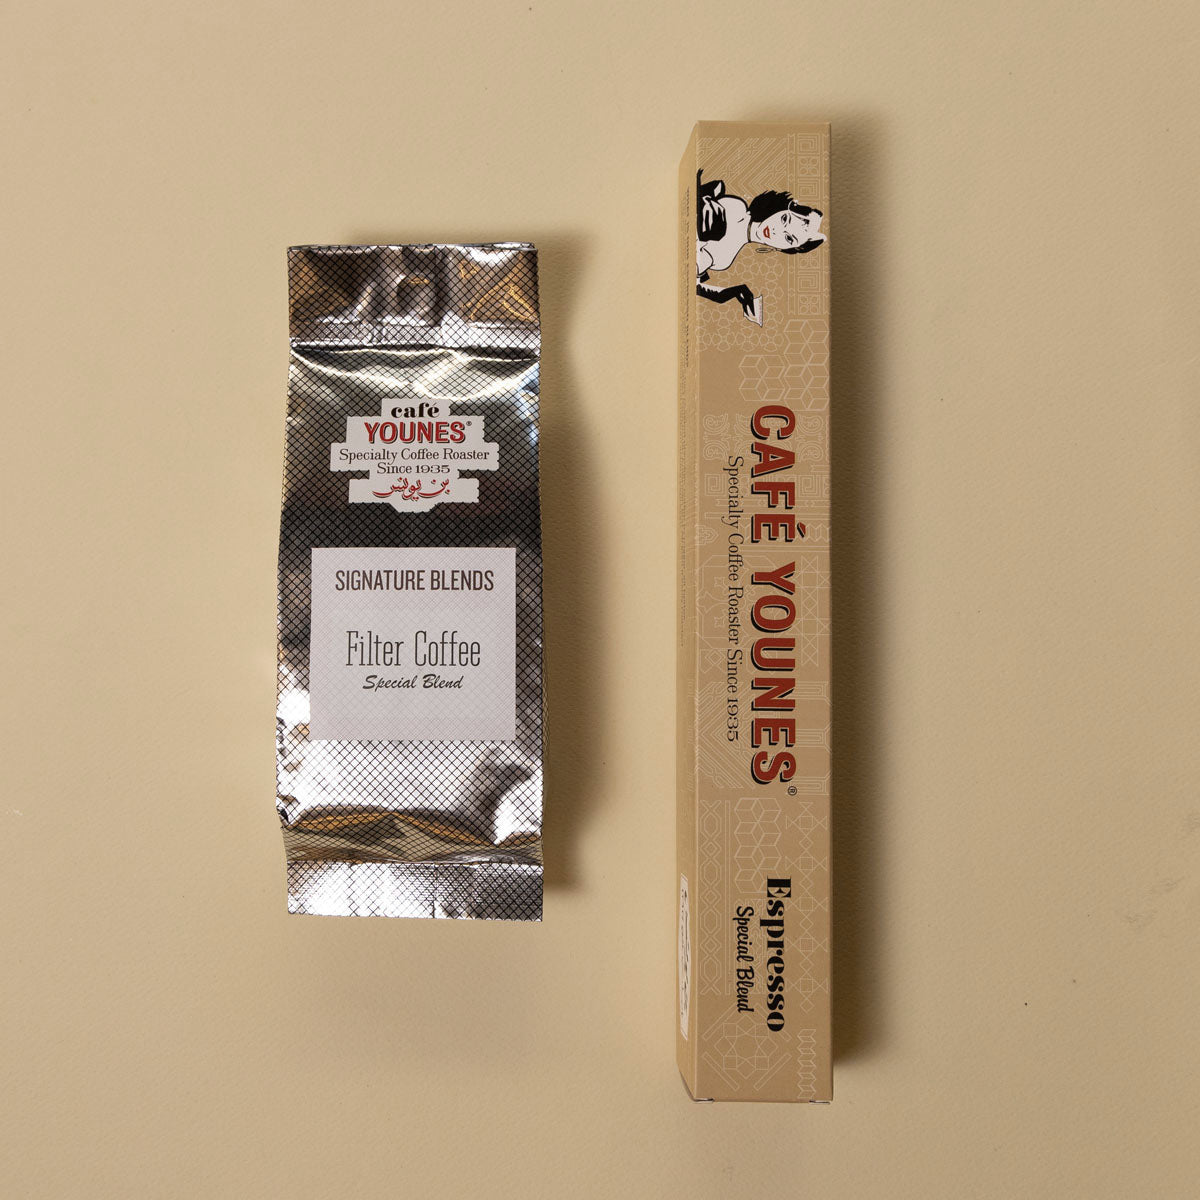 café
YOUNES®
Specialty Coffee Roaster
Since 1935
بن يونس
SIGNATURE BLENDS
Filter Coffee
Special Blend
CAFÉ YOUNES®
Specialty Coffee Roaster Since 1935
Espresso
Special Blend